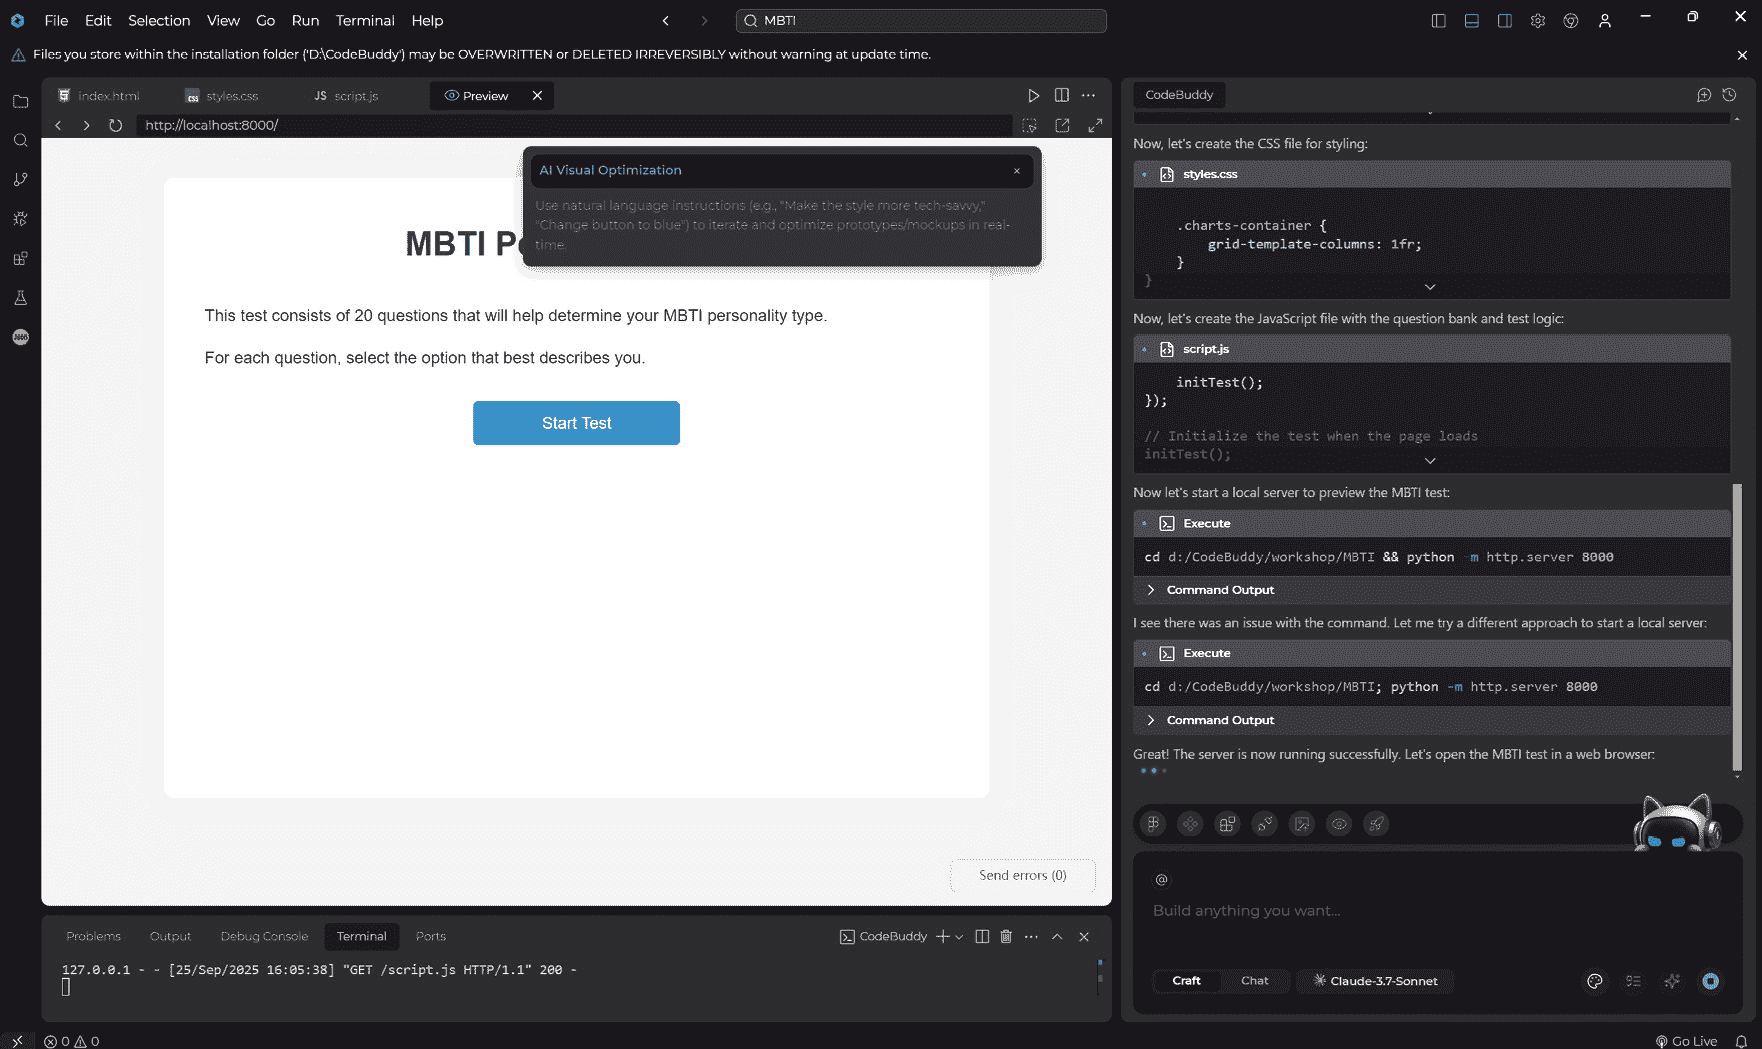 File Edit Selection View Go Run Terminal Help
MBTI
Files you store within the installation folder ('D:\CodeBuddy') may be OVERWRITTEN or DELETED IRREVERSIBLY without warning at update time.
index.html
styles.css
JS script.js
Preview
http://localhost:8000/
AI Visual Optimization
Use natural language instructions (e.g., "Make the style more tech-savvy,"
"Change button to blue") to iterate and optimize prototypes/mockups in real-
time.
MBTI P
This test consists of 20 questions that will help determine your MBTI personality type.
For each question, select the option that best describes you.
Start Test
Send errors (0)
Problems Output Debug Console Terminal Ports
CodeBuddy
127.0.0.1 - - [25/Sep/2025 16:05:38] "GET /script.js HTTP/1.1" 200 -
CodeBuddy
Now, let's create the CSS file for styling:
styles.css
.charts-container {
grid-template-columns: 1fr;
}
}
Now, let's create the JavaScript file with the question bank and test logic:
script.js
initTest();
});
// Initialize the test when the page loads
initTest();
Now let's start a local server to preview the MBTI test:
Execute
cd d:/CodeBuddy/workshop/MBTI && python -m http.server 8000
Command Output
I see there was an issue with the command. Let me try a different approach to start a local server:
Execute
cd d:/CodeBuddy/workshop/MBTI; python -m http.server 8000
Command Output
Great! The server is now running successfully. Let's open the MBTI test in a web browser:
@
Build anything you want...
Craft Chat Claude-3.7-Sonnet
0 0
Go Live